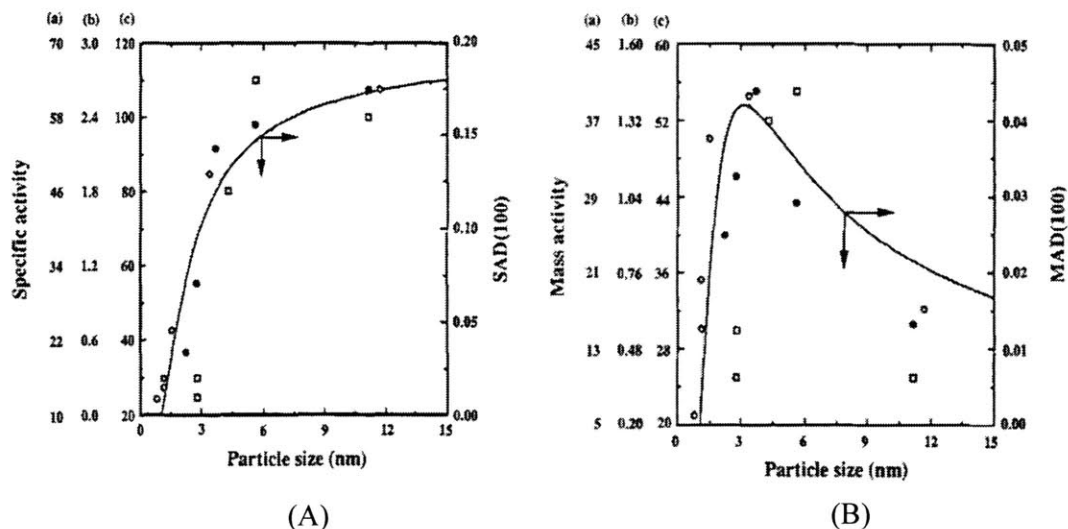 (a) (b) (c)
70 3.0 120 0.20
58 2.4 100 0.15
46 1.8 80
0.10
34 1.2 60
22 0.6 40 0.05
10 0.0 20 0.00
0 3 6 9 12 15
Specific activity
SAD(100)
Particle size (nm)
(A)
(a) (b) (c)
45 1.60 60 0.05
37 1.32 52 0.04
29 1.04 44 0.03
21 0.76 36 0.02
13 0.48 28 0.01
5 0.20 20 0.00
0 3 6 9 12 15
Mass activity
MAD(100)
Particle size (nm)
(B)